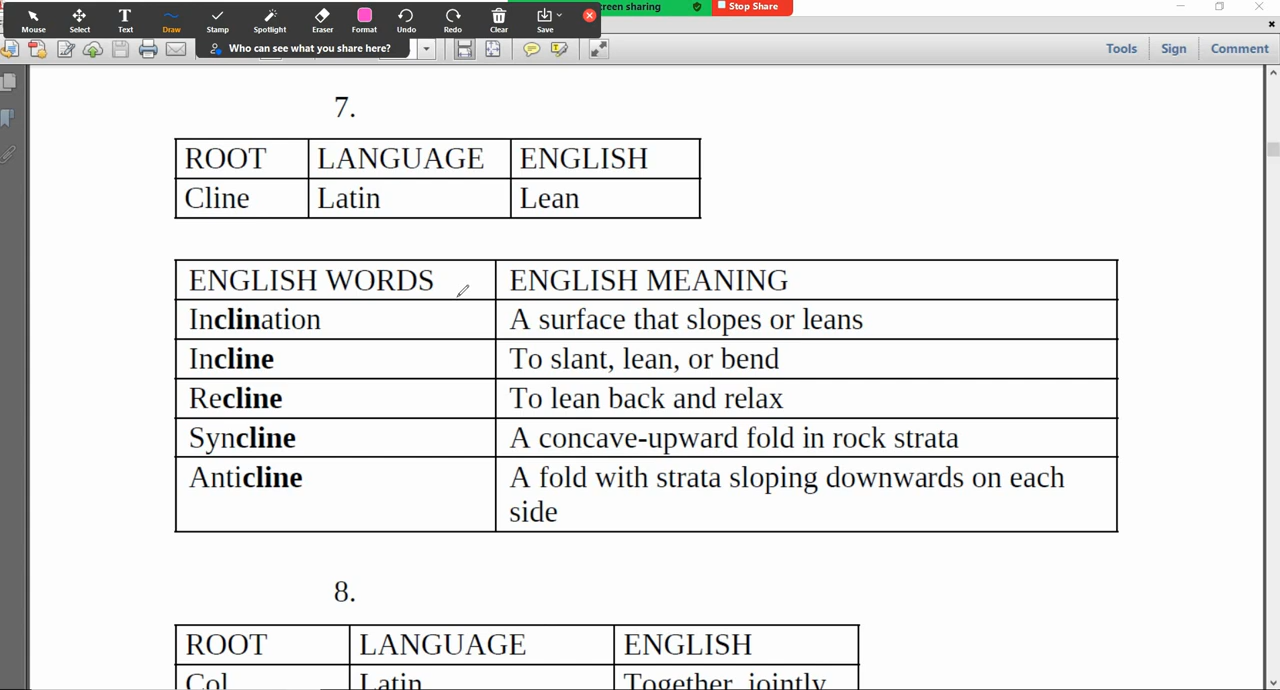 creen sharing
Stop Share
Mouse Select Text Draw Stamp Spotlight Eraser Format Undo Redo Clear Save
Who can see what you share here?
Tools Sign Comment
7.
ROOT LANGUAGE ENGLISH
Cline Latin Lean
ENGLISH WORDS ENGLISH MEANING
Inclination A surface that slopes or leans
Incline To slant, lean, or bend
Recline To lean back and relax
Syncline A concave-upward fold in rock strata
Anticline A fold with strata sloping downwards on each
side
8.
ROOT LANGUAGE ENGLISH
Col Latin Together, jointly